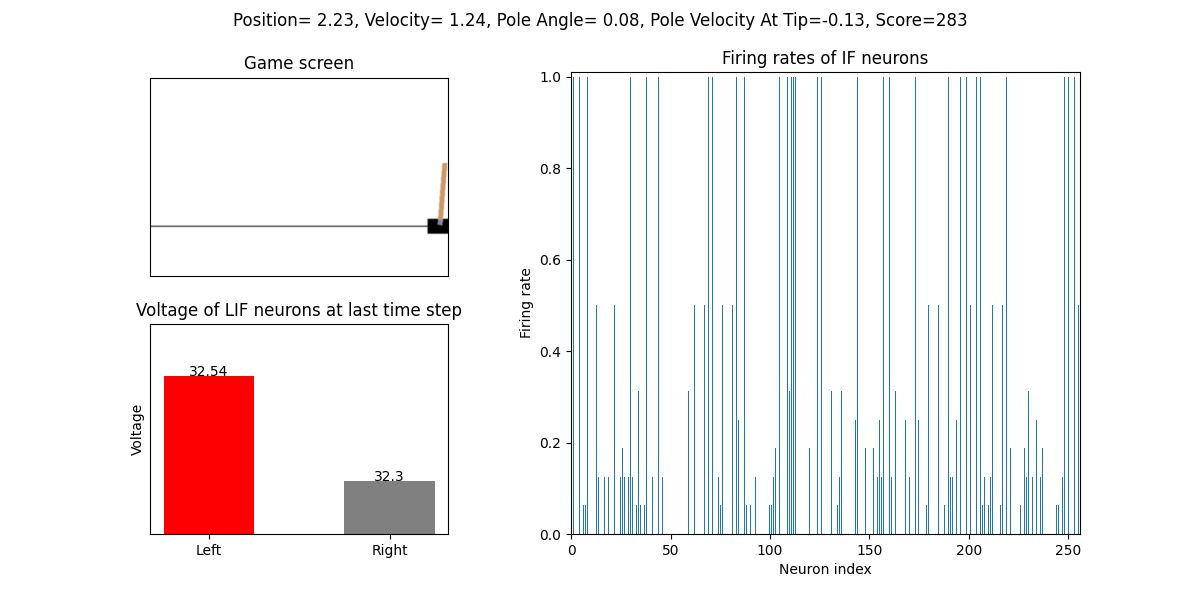 Position= 2.23, Velocity= 1.24, Pole Angle= 0.08, Pole Velocity At Tip=-0.13, Score=283
Game screen
Voltage of LIF neurons at last time step
32.54
32.3
Voltage
Left
Right
Firing rates of IF neurons
1.0
0.8
0.6
0.4
0.2
0.0
Firing rate
0
50
100
150
200
250
Neuron index